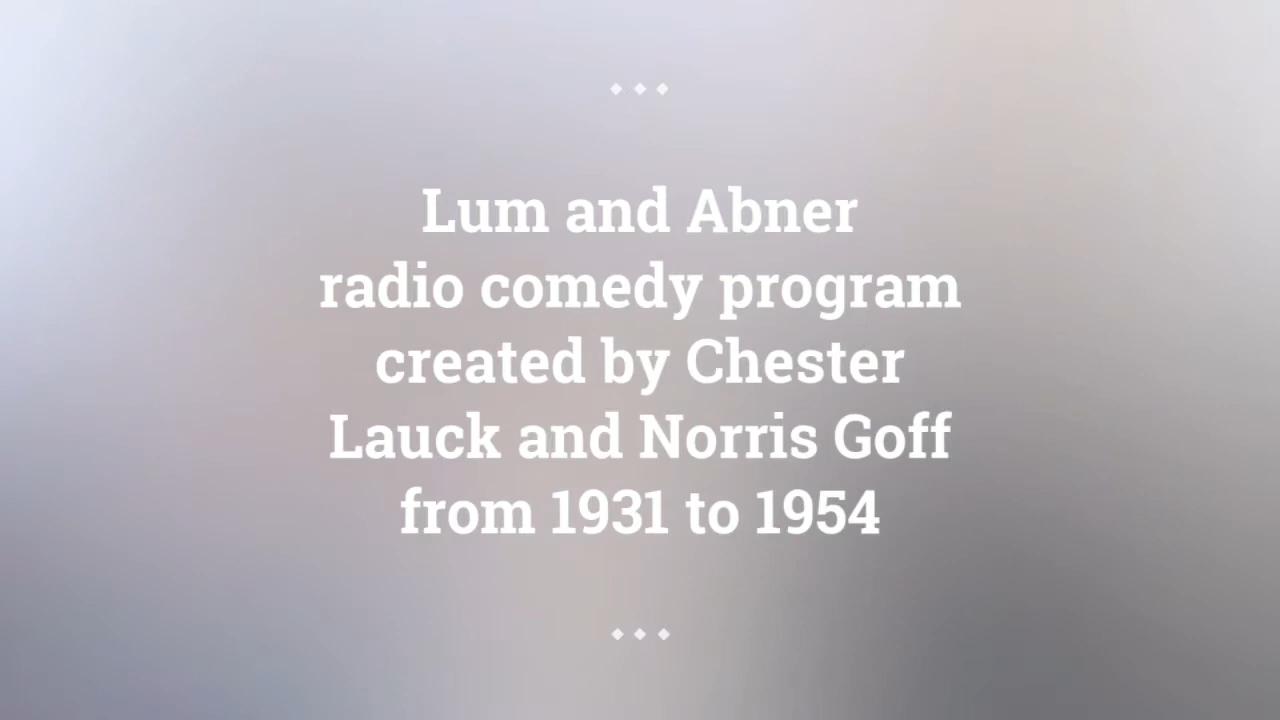 Lum and Abner
radio comedy program
created by Chester
Lauck and Norris Goff
from 1931 to 1954